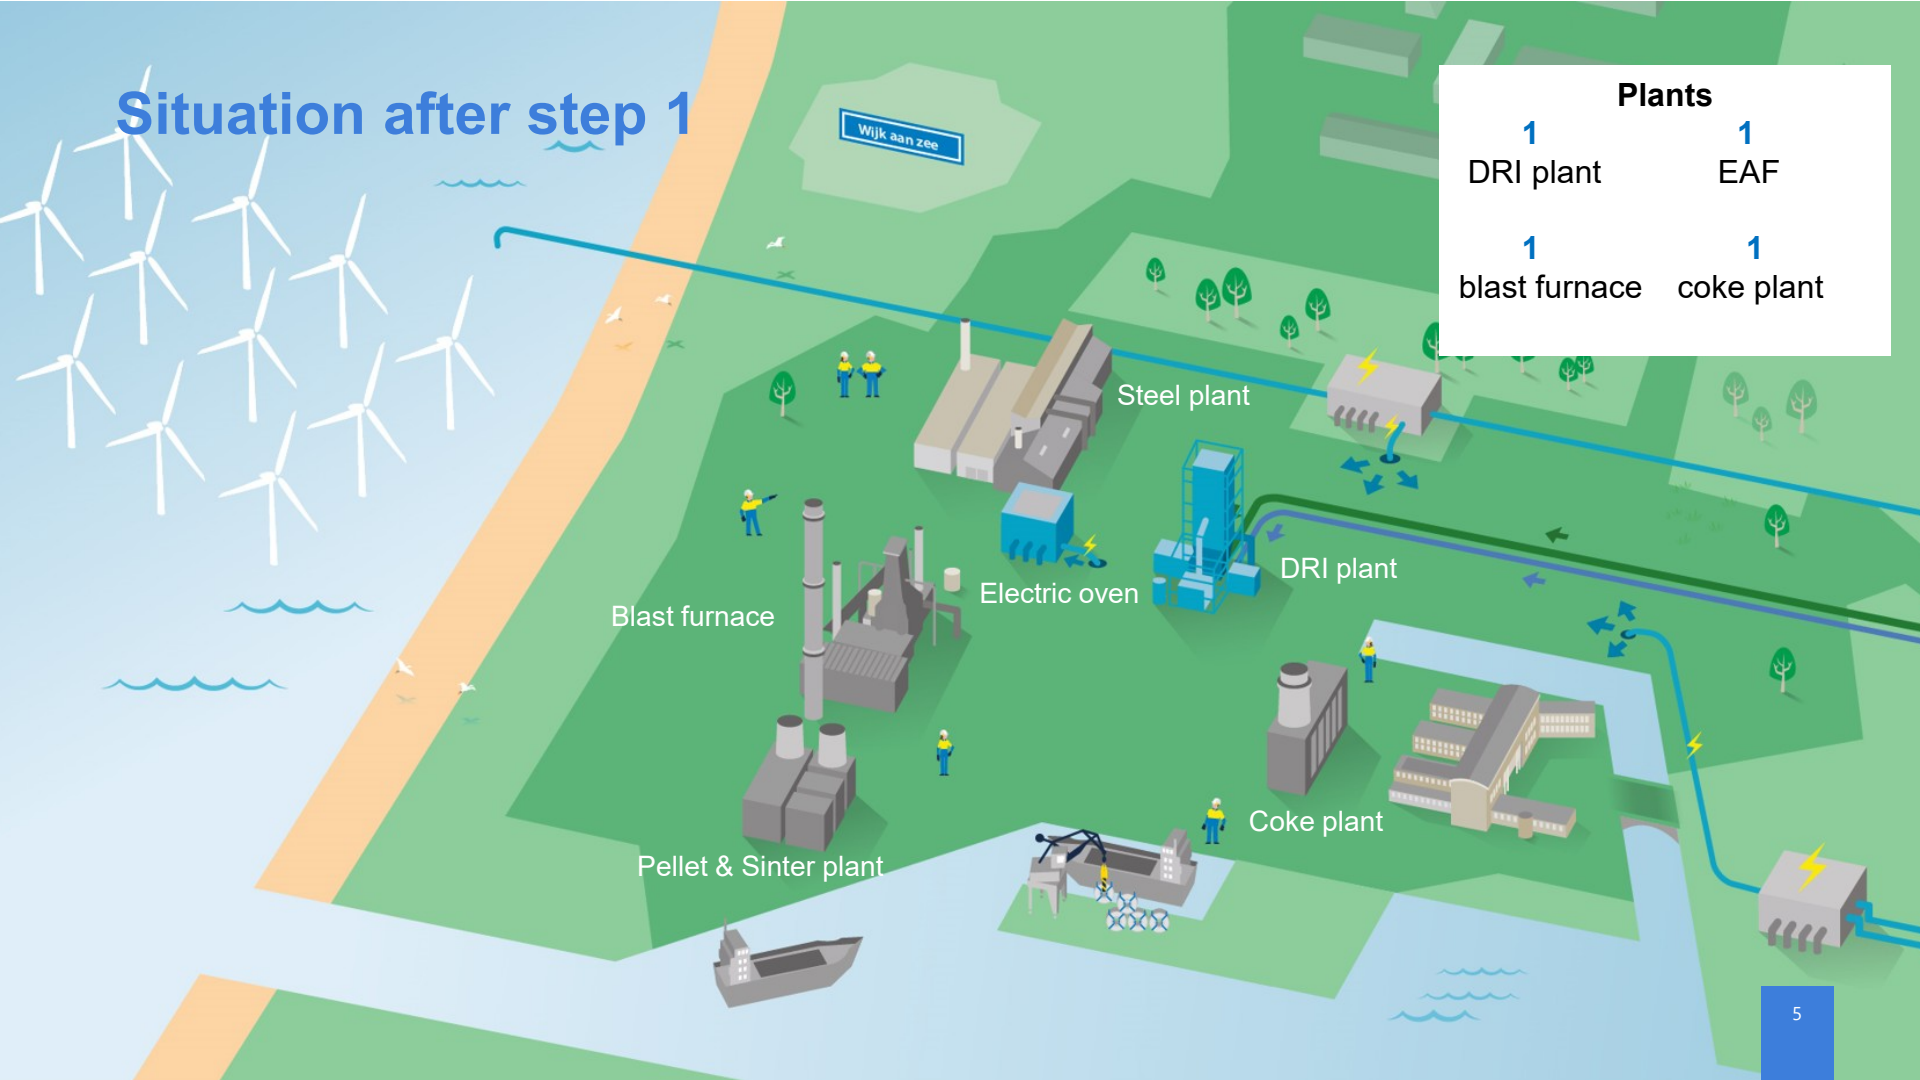 Situation after step 1
Wijk aan zee
Plants
1 1
DRI plant EAF
1 1
blast furnace coke plant
Steel plant
DRI plant
Electric oven
Blast furnace
Coke plant
Pellet & Sinter plant
5